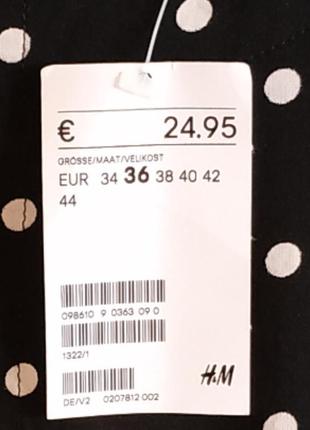 € 24.95
GRÖSSE/MAAT/VELIKOST
EUR 34 36 38 40 42
44
098610 9 0363 09 0
1322/1
H&M
DE/V2 0207812 002